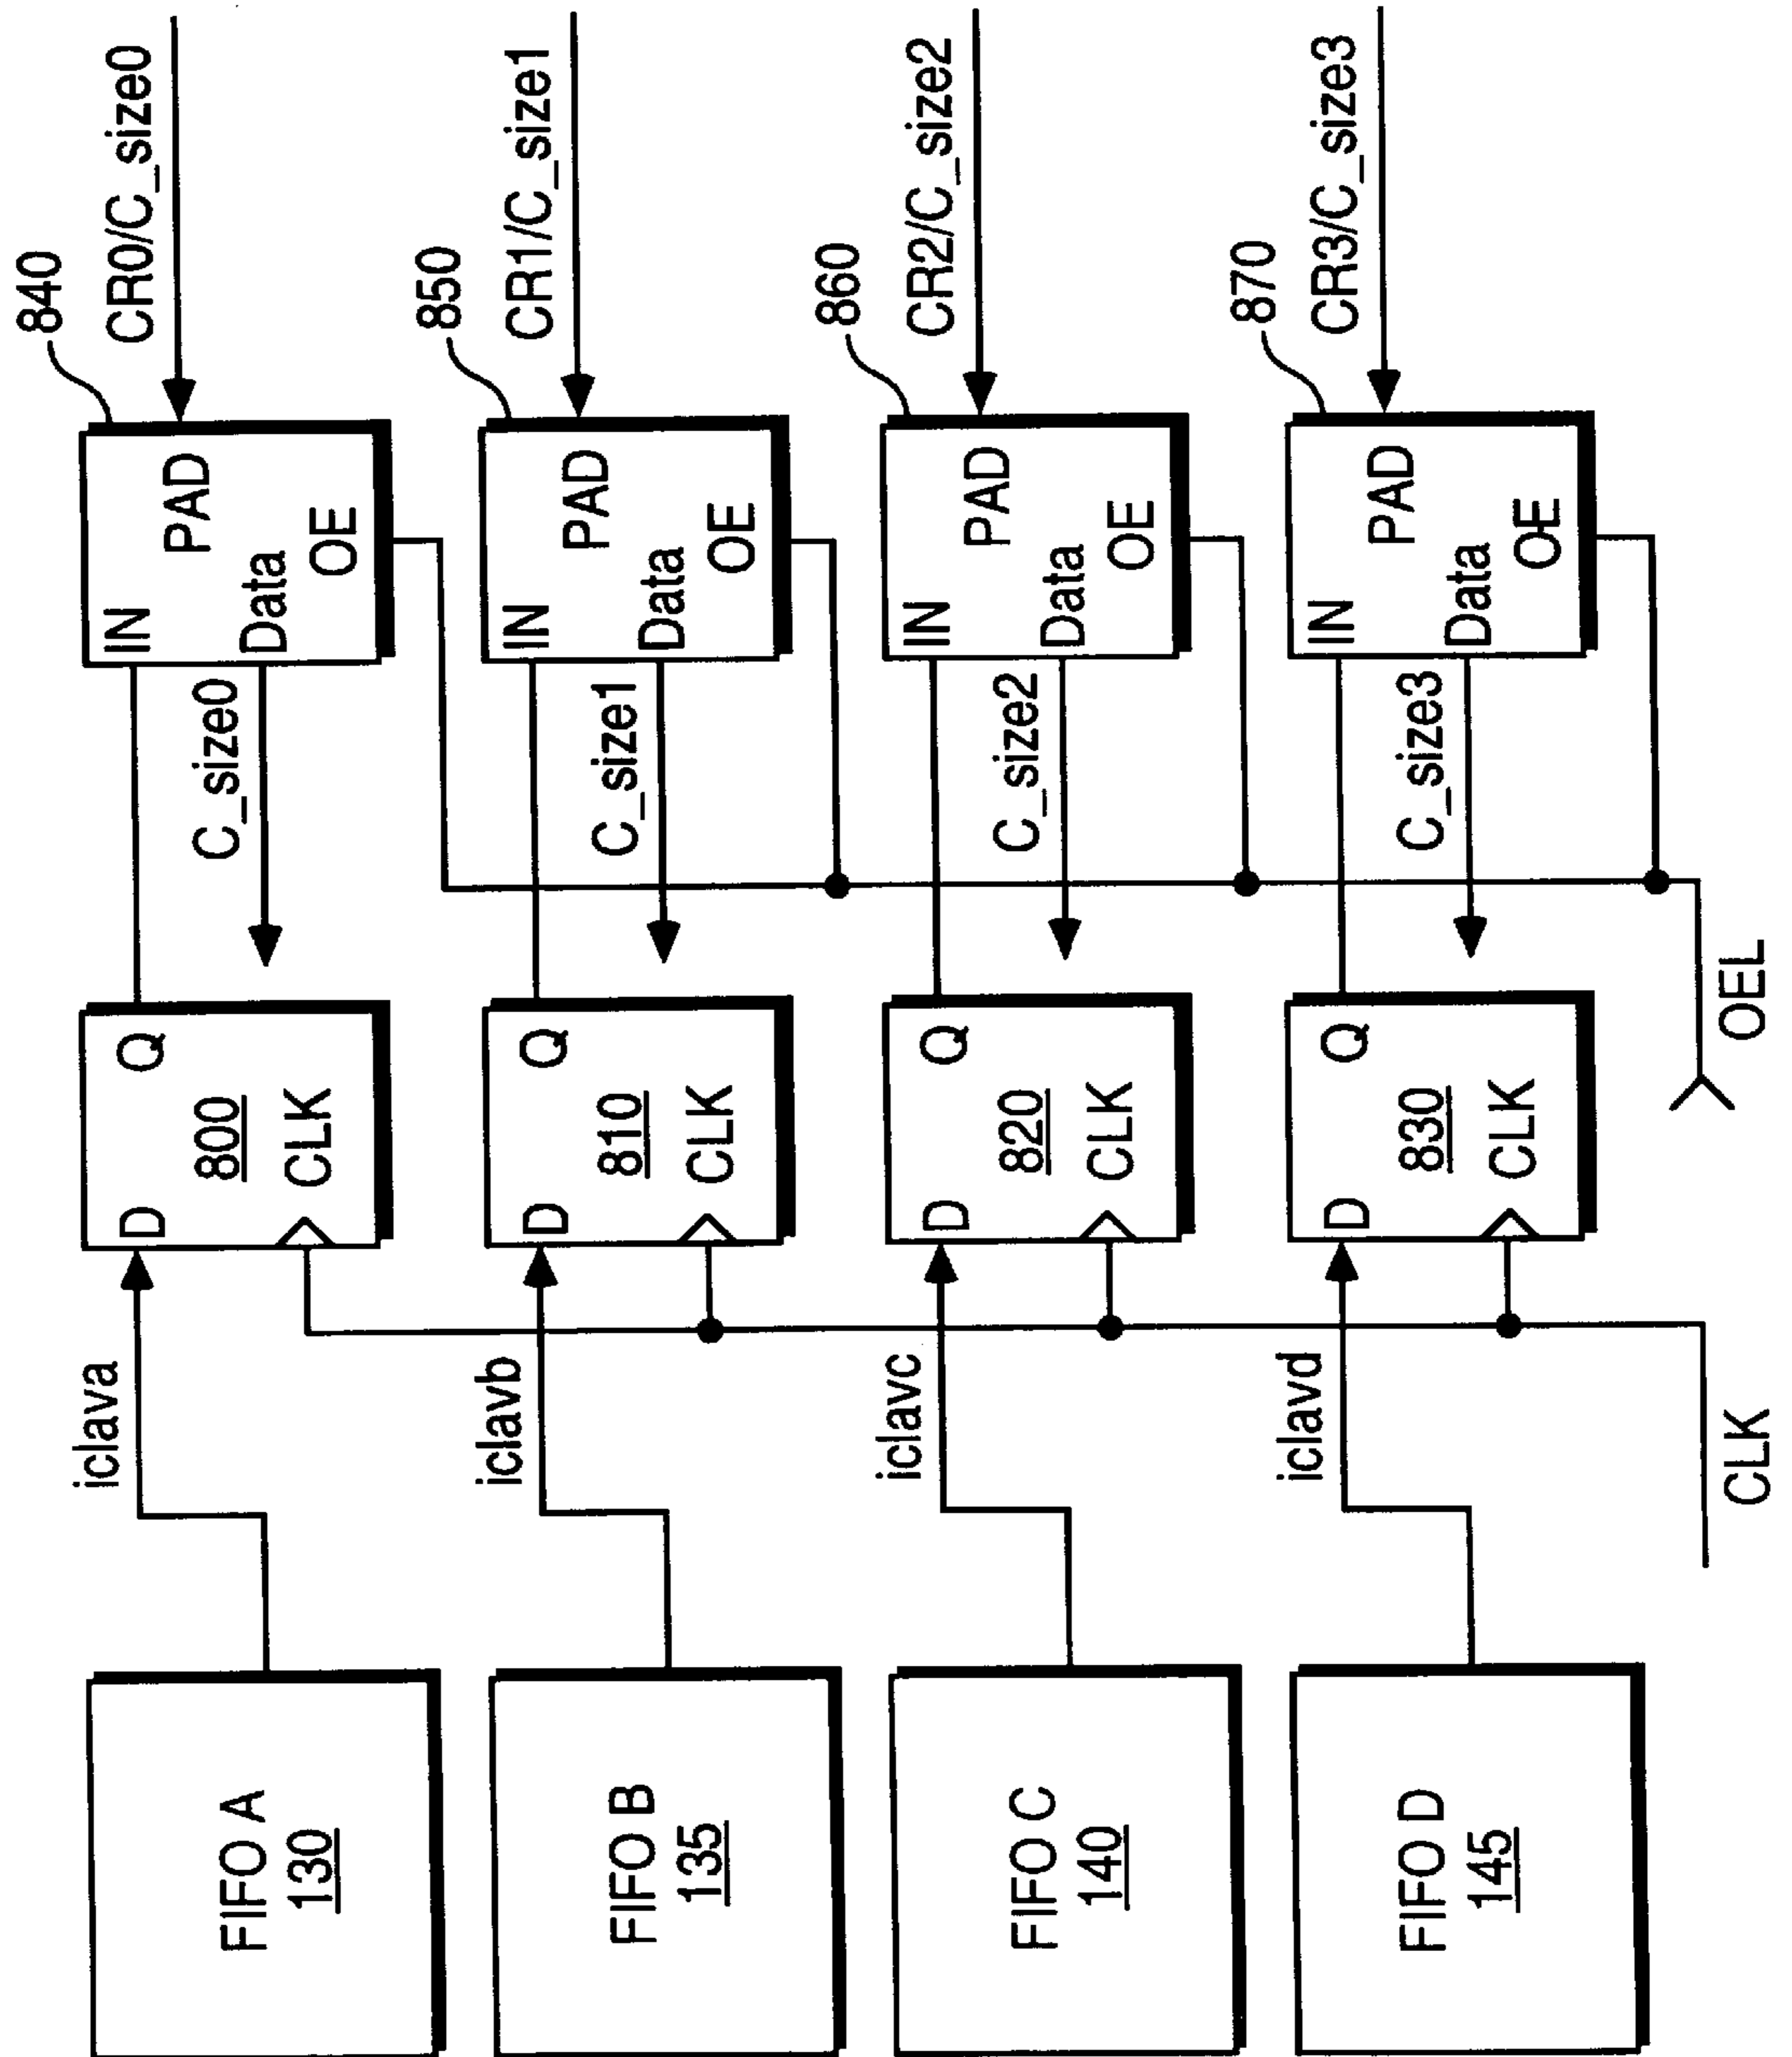 FIFO A
130
iclava
D
Q
800
CLK
C_size0
IN
PAD
Data
OE
840
CR0/C_size0
FIFO B
135
iclavb
D
Q
810
CLK
C_size1
IN
PAD
Data
OE
850
CR1/C_size1
FIFO C
140
iclavc
D
Q
820
CLK
C_size2
IN
PAD
Data
OE
860
CR2/C_size2
FIFO D
145
iclavd
D
Q
830
CLK
C_size3
IN
PAD
Data
OE
870
CR3/C_size3
CLK
OEL